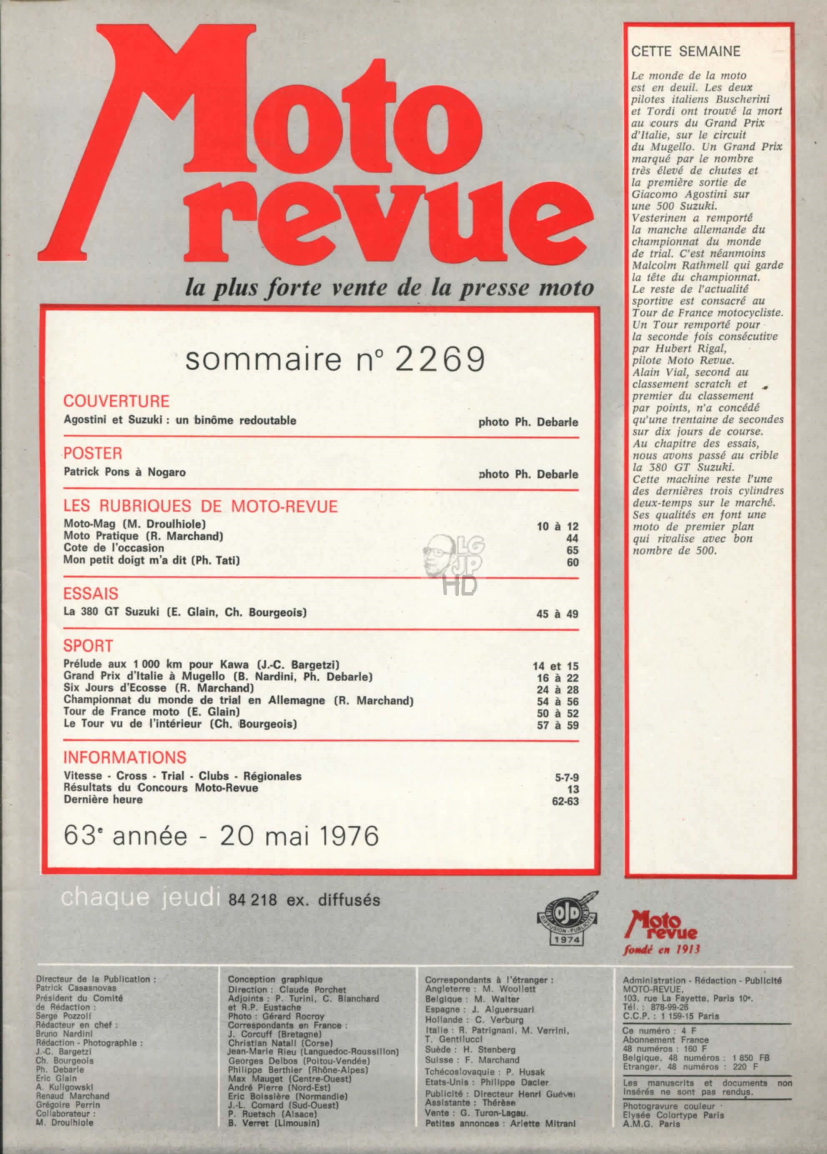 Moto
revue
la plus forte vente de la presse moto
sommaire n° 2269
COUVERTURE
Agostini et Suzuki : un binôme redoutable photo Ph. Debarle
POSTER
Patrick Pons à Nogaro photo Ph. Debarle
LES RUBRIQUES DE MOTO-REVUE
Moto-Mag (M. Droulhiole) 10 à 12
Moto Pratique (R. Marchand) 44
Cote de l'occasion 65
Mon petit doigt m'a dit (Ph. Tati) 60
LG
JP
HD
ESSAIS
La 380 GT Suzuki (E. Glain, Ch. Bourgeois) 45 à 49
SPORT
Prélude aux 1 000 km pour Kawa (J.-C. Bargetzi) 14 et 15
Grand Prix d'Italie à Mugello (B. Nardini, Ph. Debarle) 16 à 22
Six Jours d'Ecosse (R. Marchand) 24 à 28
Championnat du monde de trial en Allemagne (R. Marchand) 54 à 56
Tour de France moto (E. Glain) 50 à 52
Le Tour vu de l'intérieur (Ch. Bourgeois) 57 à 59
INFORMATIONS
Vitesse - Cross - Trial - Clubs - Régionales 5-7-9
Résultats du Concours Moto-Revue 13
Dernière heure 62-63
63e année - 20 mai 1976
chaque jeudi 84 218 ex. diffusés
CETTE SEMAINE
Le monde de la moto
est en deuil. Les deux
pilotes italiens Buscherini
et Tordi ont trouvé la mort
au cours du Grand Prix
d'Italie, sur le circuit
du Mugello. Un Grand Prix
marqué par le nombre
très élevé de chutes et
la première sortie de
Giacomo Agostini sur
une 500 Suzuki.
Vesterinen a remporté
la manche allemande du
championnat du monde
de trial. C'est néanmoins
Malcolm Rathmell qui garde
la tête du championnat.
Le reste de l'actualité
sportive est consacré au
Tour de France motocycliste.
Un Tour remporté pour
la seconde fois consécutive
par Hubert Rigal,
pilote Moto Revue.
Alain Vial, second au
classement scratch et
premier du classement
par points, n'a concédé
qu'une trentaine de secondes
sur dix jours de course.
Au chapitre des essais,
nous avons passé au crible
la 380 GT Suzuki.
Cette machine reste l'une
des dernières trois cylindres
deux-temps sur le marché.
Ses qualités en font une
moto de premier plan
qui rivalise avec bon
nombre de 500.
OJD
DIFFUSION - PUBLICITÉ
1974
Moto
revue
fondé en 1913
Directeur de la Publication :
Patrick Casasnovas
Président du Comité
de Rédaction :
Serge Pozzoli
Rédacteur en chef :
Bruno Nardini
Rédaction - Photographie :
J.-C. Bargetzi
Ch. Bourgeois
Ph. Debarle
Eric Glain
A. Kuligowski
Renaud Marchand
Grégoire Perrin
Collaborateur :
M. Droulhiole
Conception graphique
Direction : Claude Porchet
Adjoints : P. Turini, C. Blanchard
et R.P. Eustache
Photo : Gérard Rocroy
Correspondants en France :
J. Corcuff (Bretagne)
Christian Natali (Corse)
Jean-Marie Rieu (Languedoc-Roussillon)
Georges Delbos (Poitou-Vendée)
Philippe Berthier (Rhône-Alpes)
Max Mauget (Centre-Ouest)
André Pierre (Nord-Est)
Eric Boissière (Normandie)
J.-L. Comard (Sud-Ouest)
P. Ruetsch (Alsace)
B. Verret (Limousin)
Correspondants à l'étranger :
Angleterre : M. Woollett
Belgique : M. Walter
Espagne : J. Alguersuari
Hollande : C. Verburg
Italie : R. Patrignani, M. Verrini,
T. Gentilucci
Suède : H. Stenberg
Suisse : F. Marchand
Tchécoslovaquie : P. Husak
Etats-Unis : Philippe Dacier
Publicité : Directeur Henri
Assistante : Thérèse
Vente : G. Turon-Lagau.
Petites annonces : Arlette Mitrani
Administration - Rédaction - Publicité
MOTO-REVUE,
103, rue La Fayette, Paris 10e.
Tél. : 878-99-26
C.C.P. : 1 159-15 Paris
Ce numéro : 4 F
Abonnement France
48 numéros : 160 F
Belgique, 48 numéros : 1 850 FB
Etranger, 48 numéros : 220 F
Les manuscrits et documents non
insérés ne sont pas rendus.
Photogravure couleur
Elysée Colortype Paris
A.M.G. Paris